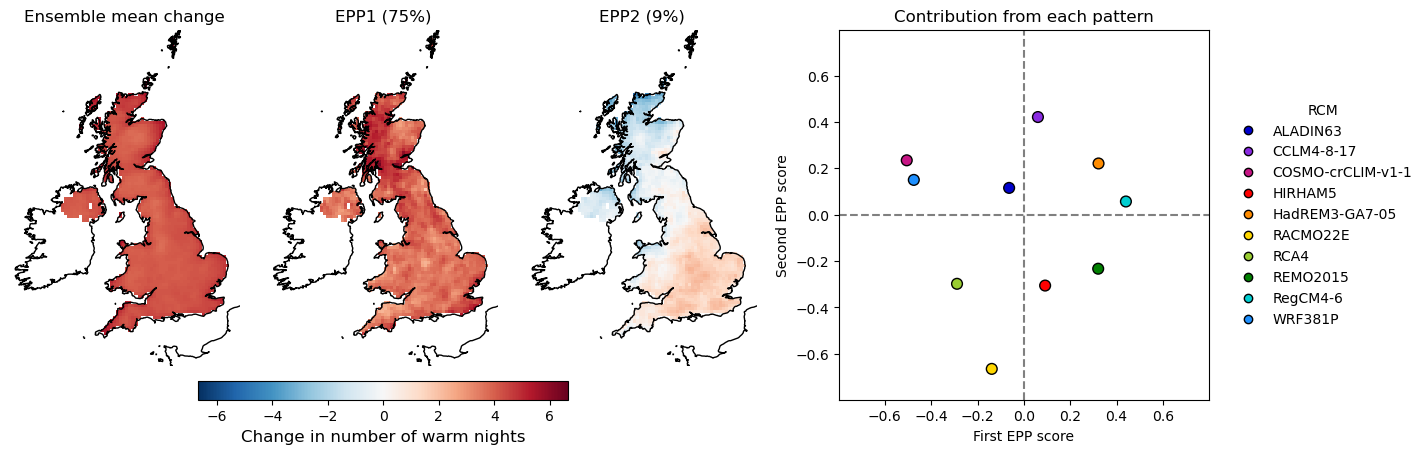 Ensemble mean change
EPP1 (75%)
EPP2 (9%)
−6 −4 −2 0 2 4 6
Change in number of warm nights
Contribution from each pattern
Second EPP score
0.6
0.4
0.2
0.0
−0.2
−0.4
−0.6
−0.6 −0.4 −0.2 0.0 0.2 0.4 0.6
First EPP score
RCM
ALADIN63
CCLM4-8-17
COSMO-crCLIM-v1-1
HIRHAM5
HadREM3-GA7-05
RACMO22E
RCA4
REMO2015
RegCM4-6
WRF381P